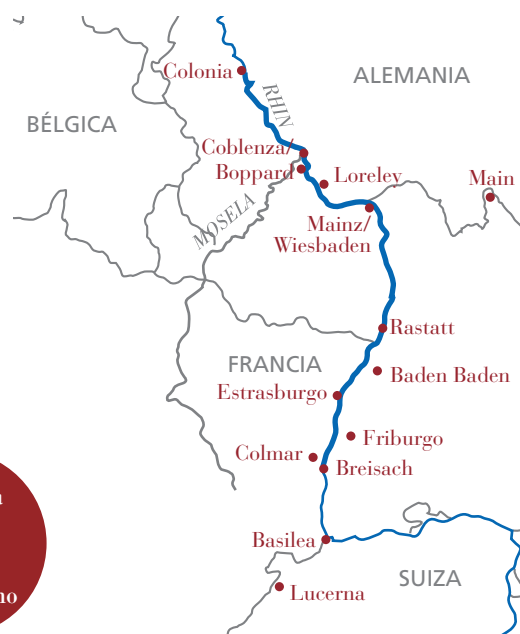 Colonia
RHIN
ALEMANIA
BÉLGICA
Coblenza/
Boppard
Lorelev
Main
MOSELA
Mainz/
Wiesbaden
Rastatt
FRANCIA
Baden Baden
Estrasburgo
Friburgo
Colmar
Breisach
Basilea
SUIZA
Lucerna